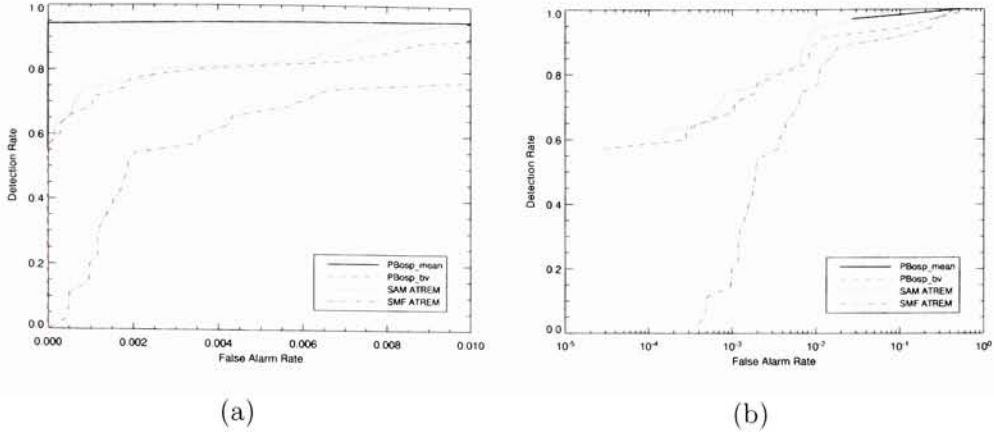 1.0
0.8
0.6
0.4
0.2
0.0
Detection Rate
0.000
0.002
0.004
0.006
0.008
0.010
False Alarm Rate
PBosp_mean
PBosp_bv
SAM ATREM
SMF ATREM
(a)
1.0
0.8
0.6
0.4
0.2
0.0
Detection Rate
10-5
10-4
10-3
10-2
10-1
100
False Alarm Rate
PBosp_mean
PBosp_bv
SAM ATREM
SMF ATREM
(b)